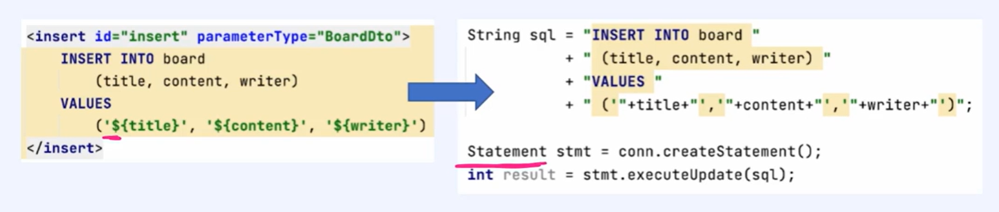 <insert id="insert" parameterType="BoardDto">
INSERT INTO board
(title, content, writer)
VALUES
('${title}', '${content}', '${writer}')
</insert>
String sql = "INSERT INTO board "
+ " (title, content, writer) "
+ "VALUES "
+ " ('"+title+"','"+content+"','"+writer+"')";
Statement stmt = conn.createStatement();
int result = stmt.executeUpdate(sql);